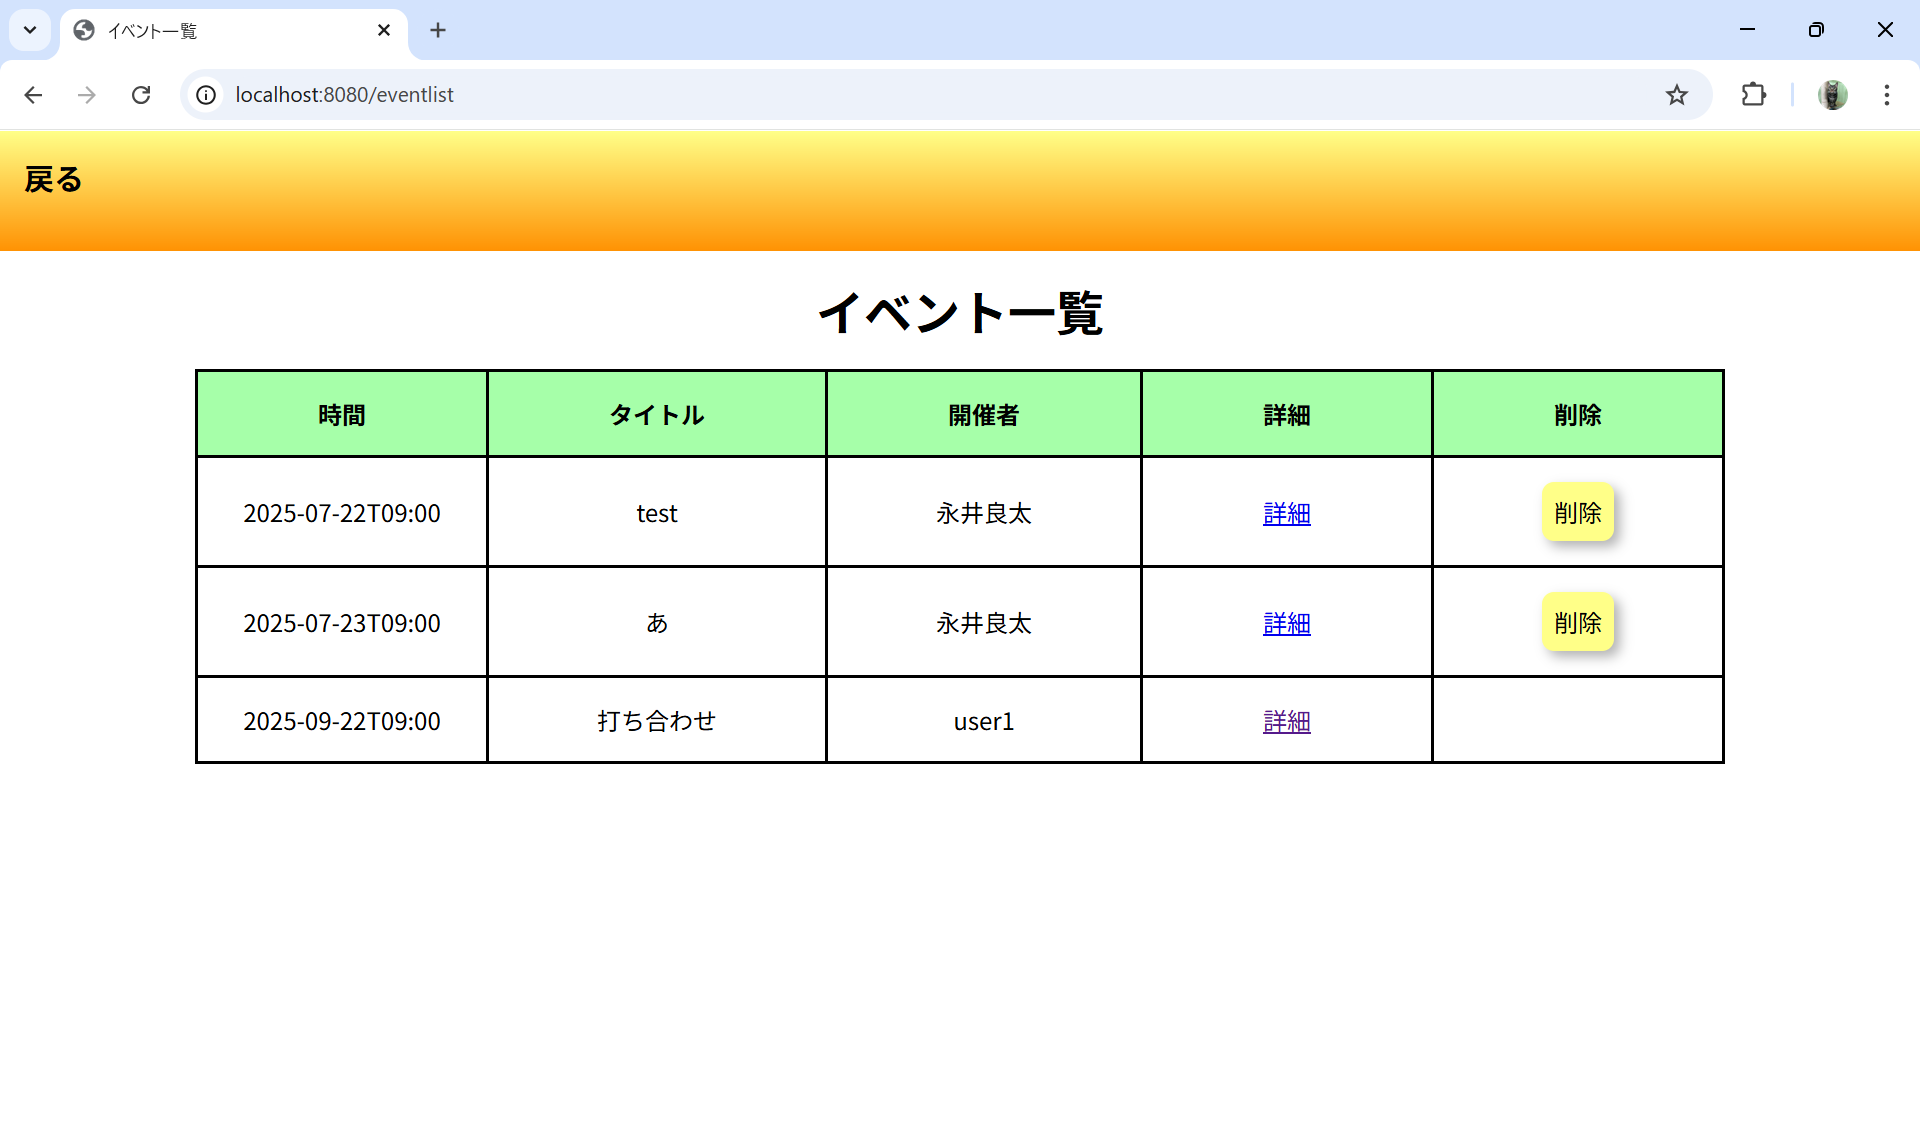 イベント一覧
localhost:8080/eventlist
戻る
イベント一覧
時間 タイトル 開催者 詳細 削除
2025-07-22T09:00 test 永井良太 詳細 削除
2025-07-23T09:00 あ 永井良太 詳細 削除
2025-09-22T09:00 打ち合わせ user1 詳細